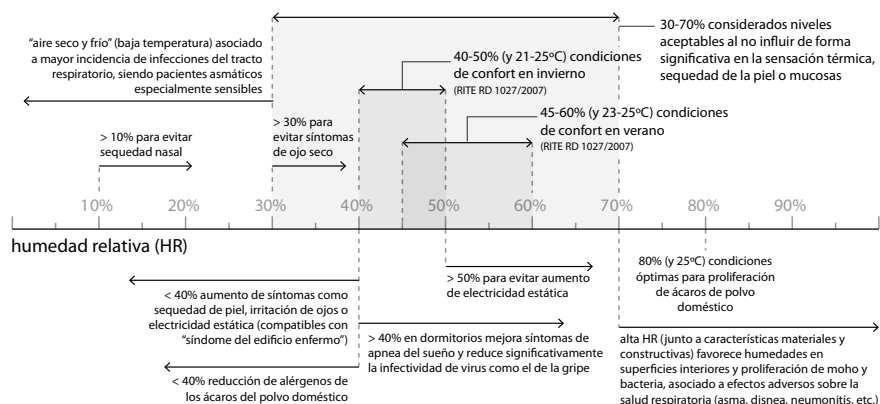 "aire seco y frío" (baja temperatura) asociado
a mayor incidencia de infecciones del tracto
respiratorio, siendo pacientes asmáticos
especialmente sensibles
30-70% considerados niveles
aceptables al no influir de forma
significativa en la sensación térmica,
sequedad de la piel o mucosas
40-50% (y 21-25ºC) condiciones
de confort en invierno
(RITE RD 1027/2007)
45-60% (y 23-25ºC) condiciones
de confort en verano
(RITE RD 1027/2007)
> 10% para evitar
sequedad nasal
> 30% para
evitar síntomas
de ojo seco
10% 20% 30% 40% 50% 60% 70% 80% 90%
humedad relativa (HR)
< 40% aumento de síntomas como
sequedad de piel, irritación de ojos o
electricidad estática (compatibles con
"síndome del edificio enfermo")
> 50% para evitar aumento
de electricidad estática
80% (y 25ºC) condiciones
óptimas para proliferación
de ácaros de polvo
doméstico
> 40% en dormitorios mejora síntomas de
apnea del sueño y reduce significativamente
la infectividad de virus como el de la gripe
< 40% reducción de alérgenos de
los ácaros del polvo doméstico
alta HR (junto a características materiales y
constructivas) favorece humedades en
superficies interiores y proliferación de moho y
bacteria, asociado a efectos adversos sobre la
salud respiratoria (asma, disnea, neumonitis, etc.)